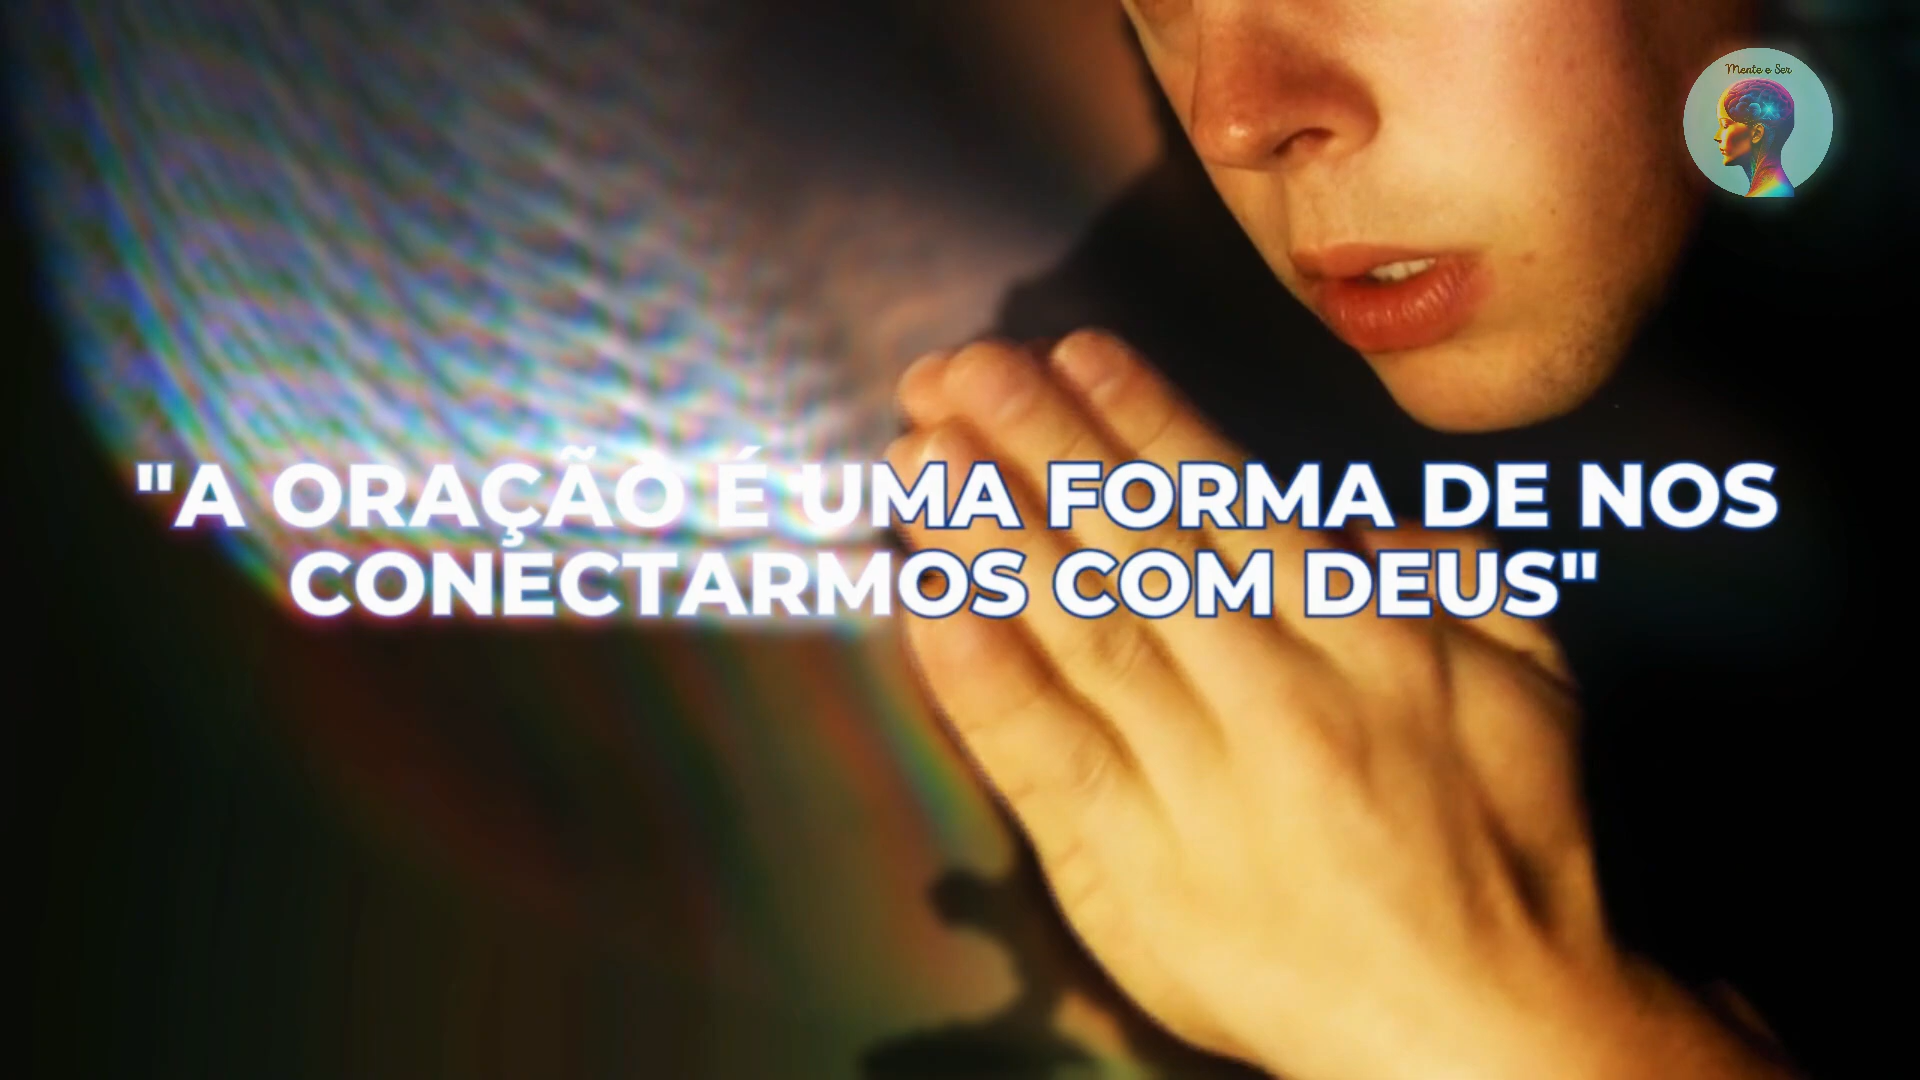 Mente e Ser
"A ORAÇÃO É UMA FORMA DE NOS
CONECTARMOS COM DEUS"